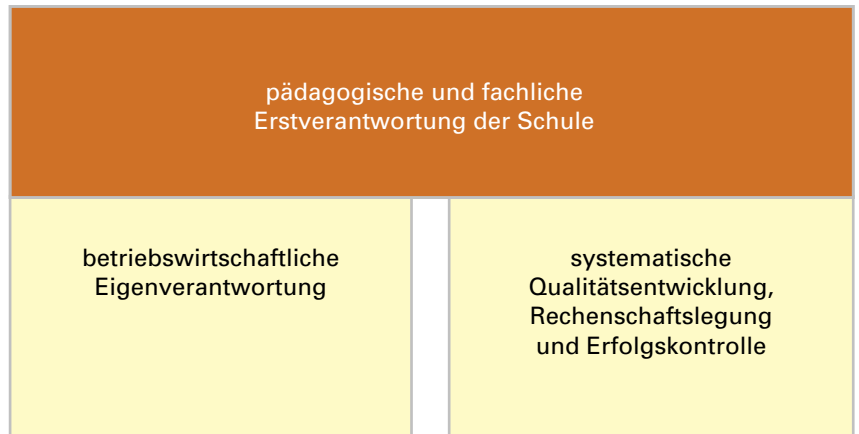 pädagogische und fachliche
Erstverantwortung der Schule
betriebswirtschaftliche
Eigenverantwortung
systematische
Qualitätsentwicklung,
Rechenschaftslegung
und Erfolgskontrolle